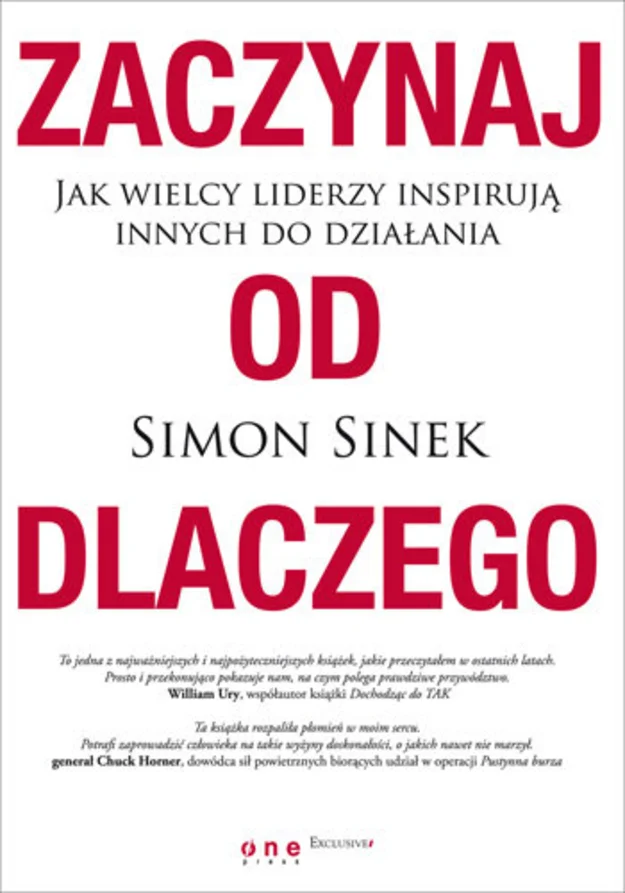 ZACZYNAJ
JAK WIELCY LIDERZY INSPIRUJĄ
INNYCH DO DZIAŁANIA
OD
SIMON SINEK
DLACZEGO
To jedna z najważniejszych i najpożyteczniejszych książek, jakie przeczytałem w ostatnich latach.
Prosto i przekonująco pokazuje nam, na czym polega prawdziwe przywództwo.
William Ury, współautor książki Dochodząc do TAK
Ta książka rozpaliła płomień w moim sercu.
Potrafi zaprowadzić człowieka na takie wyżyny doskonałości, o jakich nawet nie marzył.
general Chuck Horner, dowódca sił powietrznych biorących udział w operacji Pustynna burza
one EXCLUSIVE
press